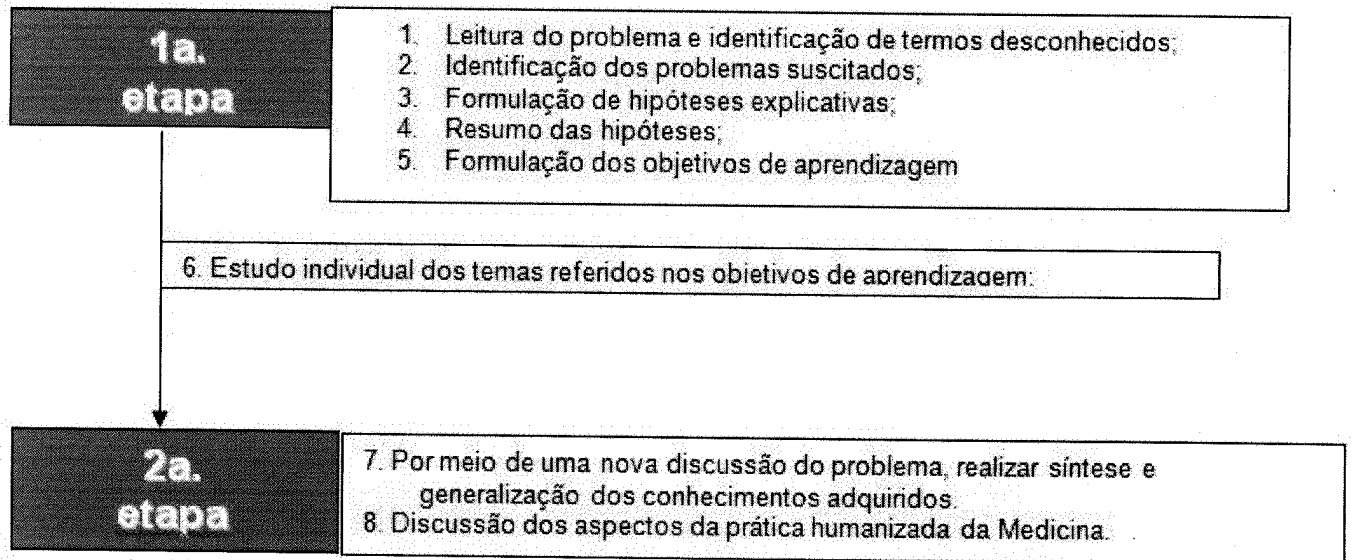 1a.
etapa
1. Leitura do problema e identificação de termos desconhecidos;
2. Identificação dos problemas suscitados;
3. Formulação de hipóteses explicativas;
4. Resumo das hipóteses;
5. Formulação dos objetivos de aprendizagem
6. Estudo individual dos temas referidos nos objetivos de aprendizagem:
2a.
etapa
7. Por meio de uma nova discussão do problema, realizar síntese e
generalização dos conhecimentos adquiridos.
8. Discussão dos aspectos da prática humanizada da Medicina.